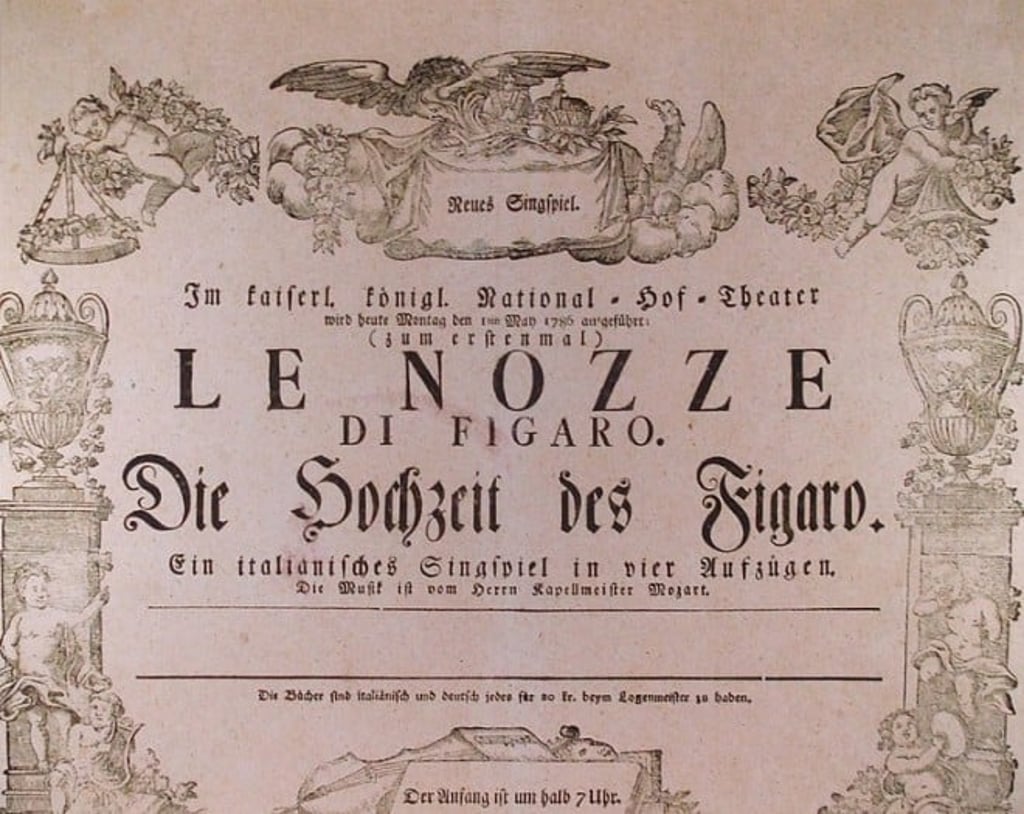 Neues Singspiel.
Im kaiserl. königl. National-Hof-Theater
wird heute Montag den 1ten May 1786 aufgeführt:
(zum erstenmal)
LE NOZZE
DI FIGARO.
Die Hochzeit des Figaro.
Ein italiänisches Singspiel in vier Aufzügen.
Die Musik ist vom Herrn Kapellmeister Mozart.
Die Bücher sind italiänisch und deutsch jedes für 20 kr. beym Logenmeister zu haben.
Der Anfang ist um halb 7 Uhr.